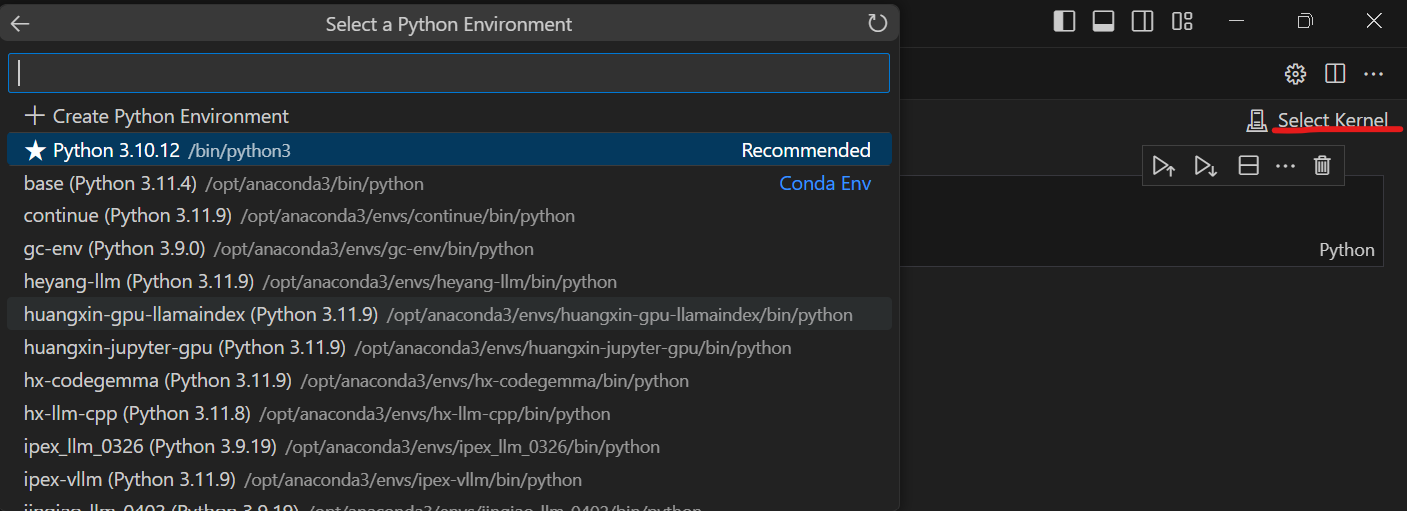 Select a Python Environment
Select Kernel
Create Python Environment
Python 3.10.12 /bin/python3 Recommended
base (Python 3.11.4) /opt/anaconda3/bin/python Conda Env
continue (Python 3.11.9) /opt/anaconda3/envs/continue/bin/python
gc-env (Python 3.9.0) /opt/anaconda3/envs/gc-env/bin/python
Python
heyang-llm (Python 3.11.9) /opt/anaconda3/envs/heyang-llm/bin/python
huangxin-gpu-llamaindex (Python 3.11.9) /opt/anaconda3/envs/huangxin-gpu-llamaindex/bin/python
huangxin-jupyter-gpu (Python 3.11.9) /opt/anaconda3/envs/huangxin-jupyter-gpu/bin/python
hx-codegemma (Python 3.11.9) /opt/anaconda3/envs/hx-codegemma/bin/python
hx-llm-cpp (Python 3.11.8) /opt/anaconda3/envs/hx-llm-cpp/bin/python
ipex_llm_0326 (Python 3.9.19) /opt/anaconda3/envs/ipex_llm_0326/bin/python
ipex-vllm (Python 3.11.9) /opt/anaconda3/envs/ipex-vllm/bin/python